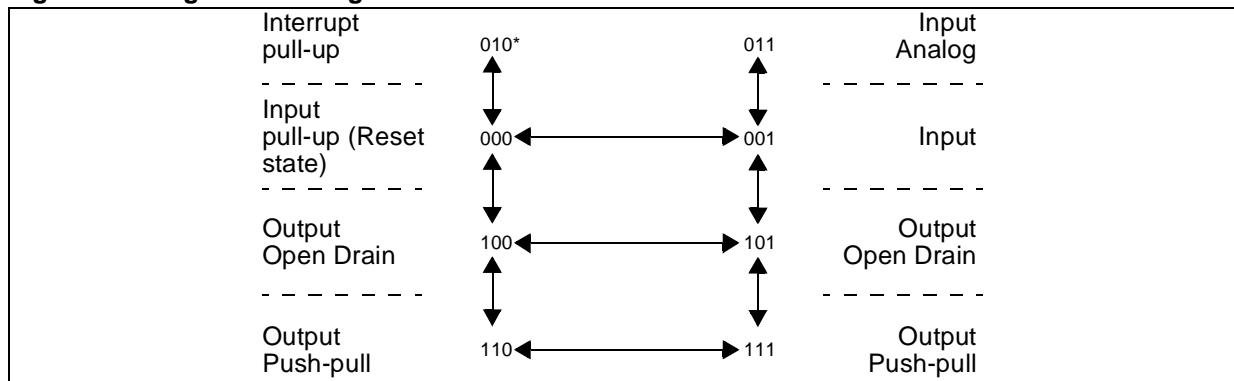 Interrupt
pull-up
010*
011
Input
Analog
Input
pull-up (Reset
state)
000
001
Input
Output
Open Drain
100
101
Output
Open Drain
Output
Push-pull
110
111
Output
Push-pull